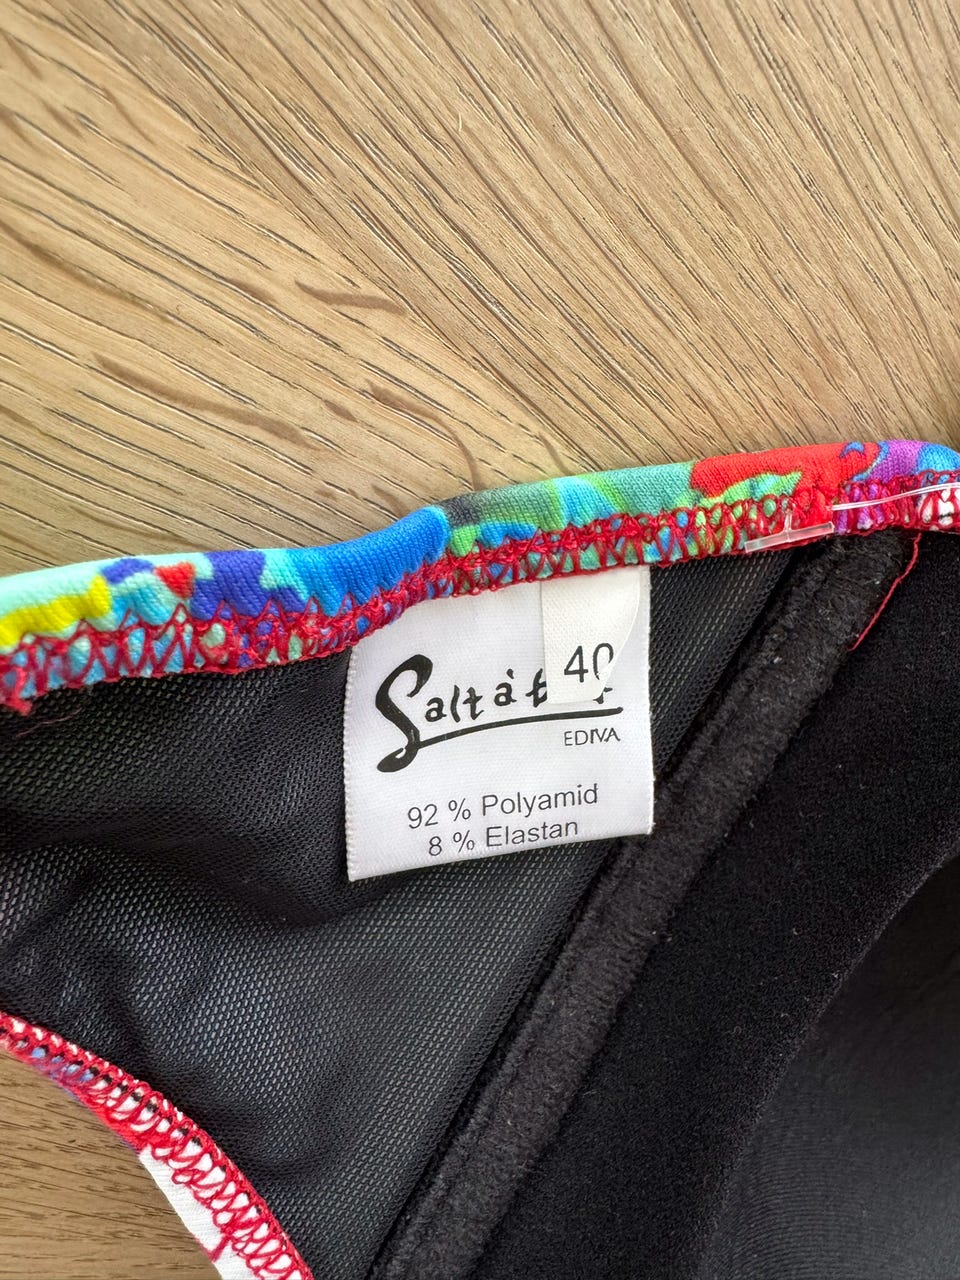 40
Salt à
EDIVA
92 % Polyamid
8 % Elastan